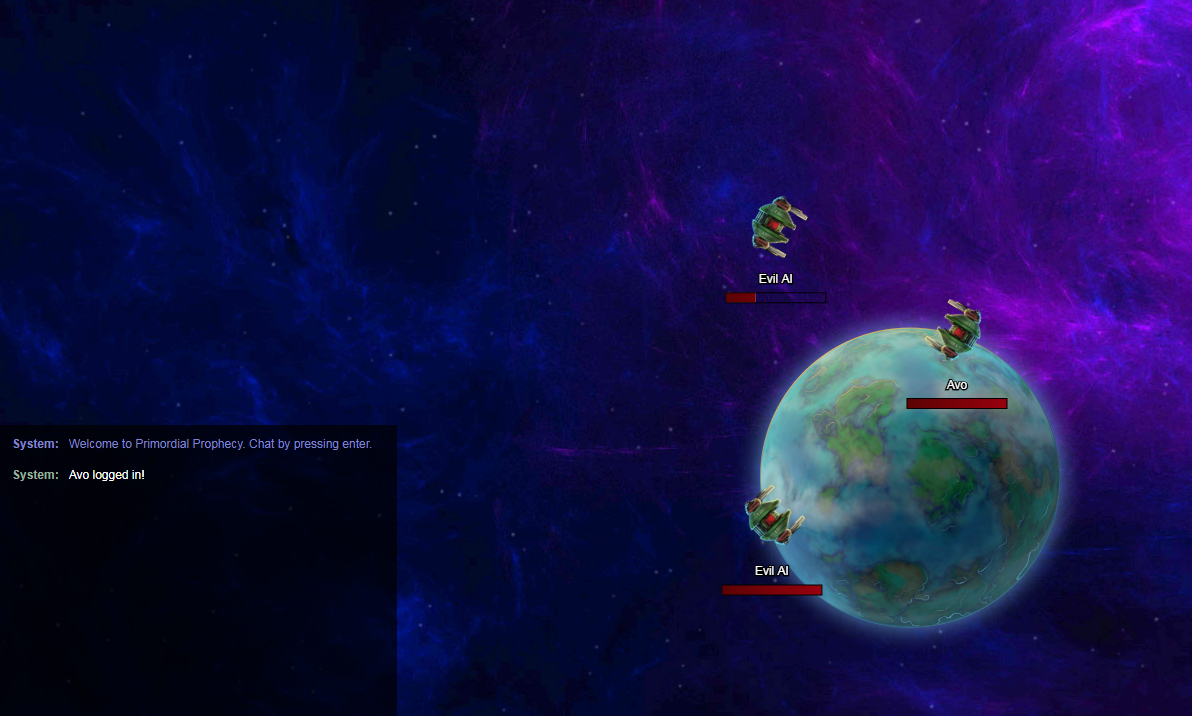 Evil AI
Avo
System: Welcome to Primordial Prophecy. Chat by pressing enter.
System: Avo logged in!
Evil AI